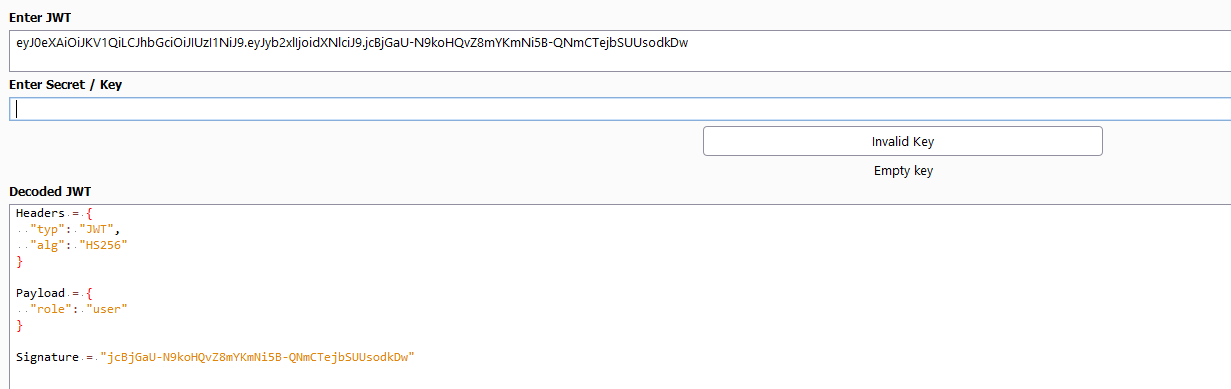 Enter JWT
eyJ0eXAiOiJKV1QiLCJhbGciOiJIUzI1NiJ9.eyJyb2xlIjoidXNlciJ9.jcBjGaU-N9koHQvZ8mYKmNi5B-QNmCTejbSUUsodkDw
Enter Secret / Key
Invalid Key
Empty key
Decoded JWT
Headers = {
  "typ": "JWT",
  "alg": "HS256"
}
Payload = {
  "role": "user"
}
Signature = "jcBjGaU-N9koHQvZ8mYKmNi5B-QNmCTejbSUUsodkDw"